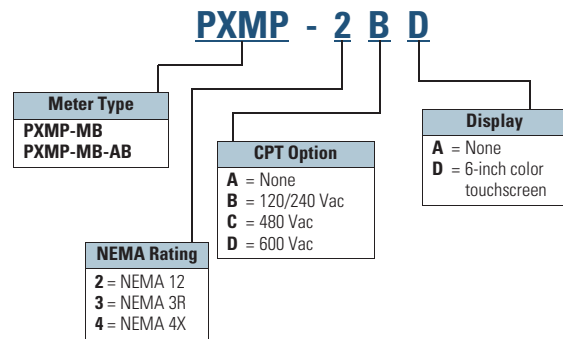 PXMP - 2 B D
Meter Type
PXMP-MB
PXMP-MB-AB
Display
A = None
D = 6-inch color
touchscreen
CPT Option
A = None
B = 120/240 Vac
C = 480 Vac
D = 600 Vac
NEMA Rating
2 = NEMA 12
3 = NEMA 3R
4 = NEMA 4X